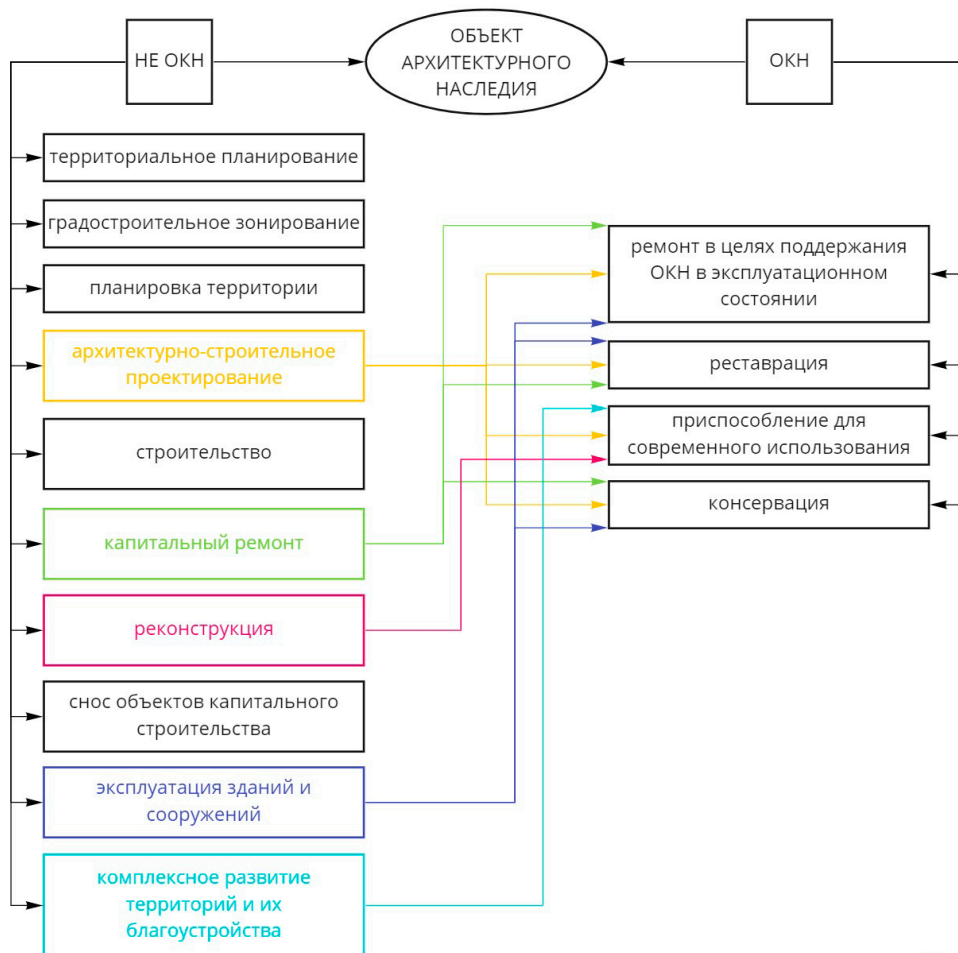 НЕ ОКН
ОБЪЕКТ
АРХИТЕКТУРНОГО
НАСЛЕДИЯ
ОКН
территориальное планирование
градостроительное зонирование
планировка территории
архитектурно-строительное
проектирование
строительство
капитальный ремонт
реконструкция
снос объектов капитального
строительства
эксплуатация зданий и
сооружений
комплексное развитие
территорий и их
благоустройства
ремонт в целях поддержания
ОКН в эксплуатационном
состоянии
реставрация
приспособление для
современного использования
консервация